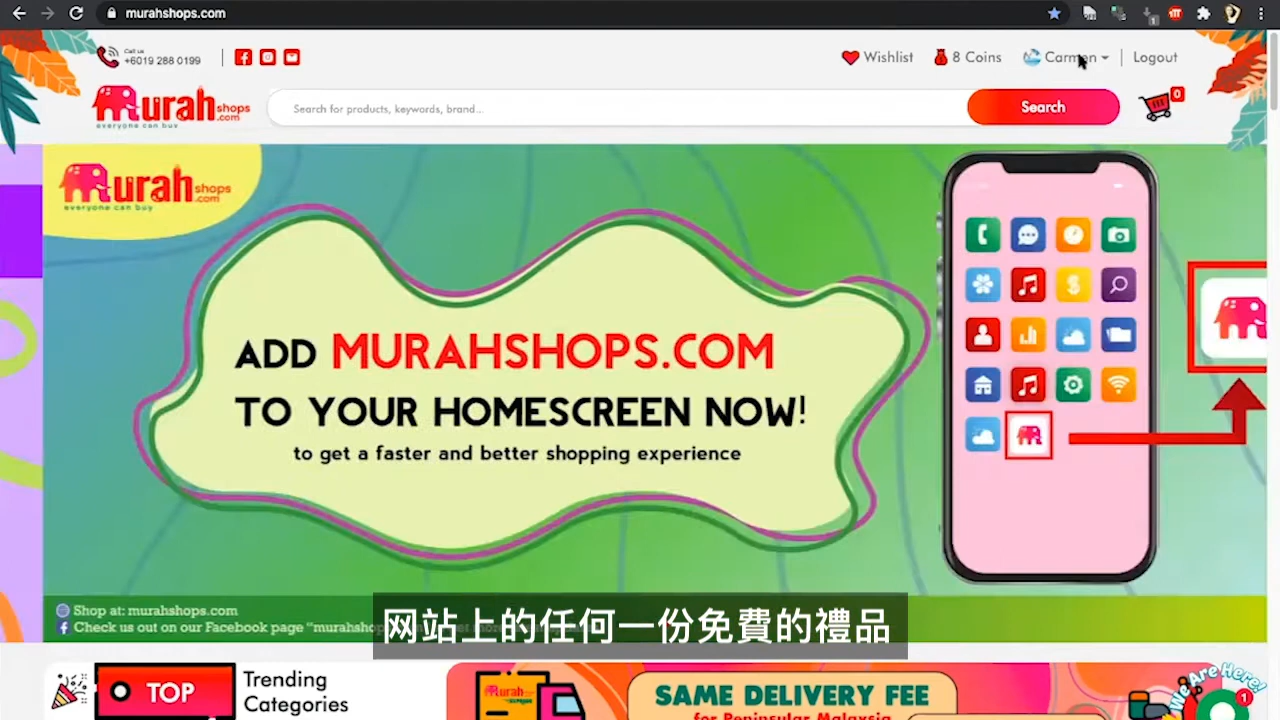 murahshops.com
Call us
+6019 288 0199
Wishlist
8 Coins
Carmen
Logout
murah shops .com
everyone can buy
Search for products, keywords, brand...
Search
0
murah shops .com
everyone can buy
ADD MURAHSHOPS.COM
TO YOUR HOMESCREEN NOW!
to get a faster and better shopping experience
Shop at: murahshops.com
Check us out on our Facebook page “murahshop
网站上的任何一份免費的禮品
TOP
Trending
Categories
murah
SAME DELIVERY FEE
for Peninsular Malaysia
We Are Here!
1